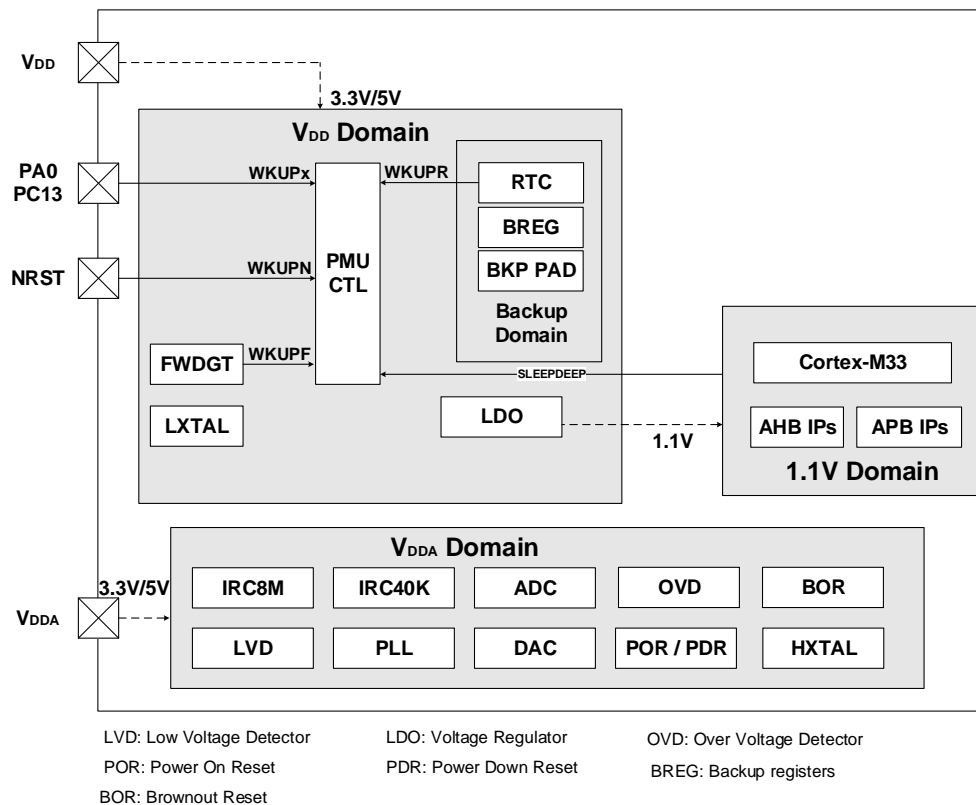 VDD
3.3V/5V
VDD Domain
PA0
PC13
WKUPx
WKUPR
RTC
BREG
BKP PAD
Backup
Domain
NRST
WKUPN
PMU
CTL
FWDGT
WKUPF
SLEEPDEEP
LXTAL
LDO
1.1V
Cortex-M33
AHB IPs
APB IPs
1.1V Domain
VDDA Domain
3.3V/5V
VDDA
IRC8M
IRC40K
ADC
OVD
BOR
LVD
PLL
DAC
POR / PDR
HXTAL
LVD: Low Voltage Detector
LDO: Voltage Regulator
OVD: Over Voltage Detector
POR: Power On Reset
PDR: Power Down Reset
BREG: Backup registers
BOR: Brownout Reset